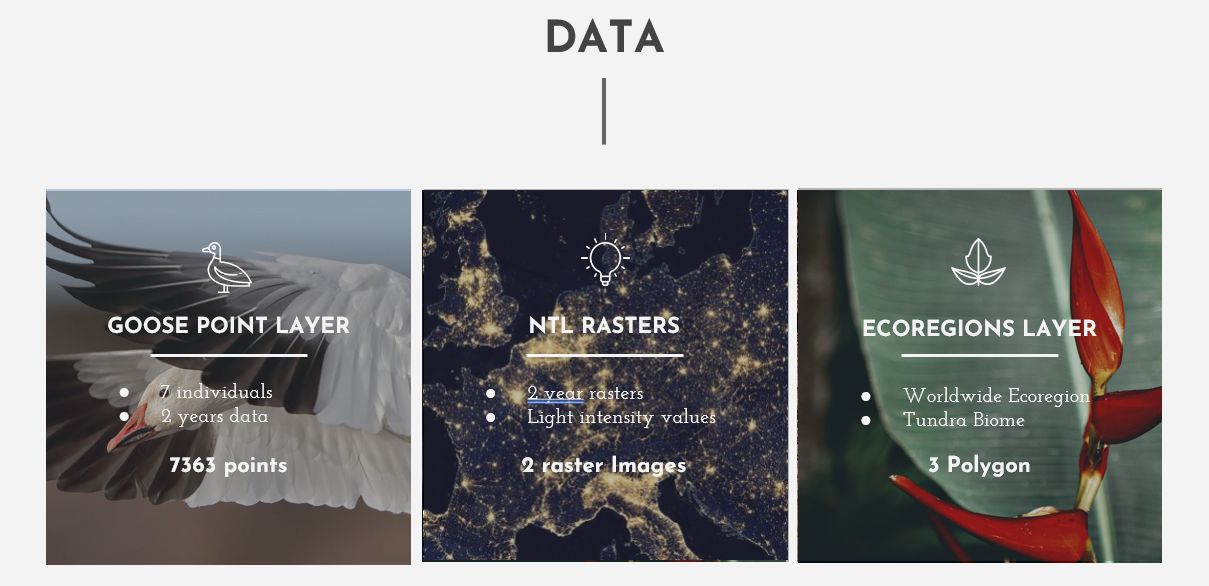 DATA
GOOSE POINT LAYER
7 individuals
2 years data
7363 points
NTL RASTERS
2 year rasters
Light intensity values
2 raster Images
ECOREGIONS LAYER
Worldwide Ecoregion
Tundra Biome
3 Polygon